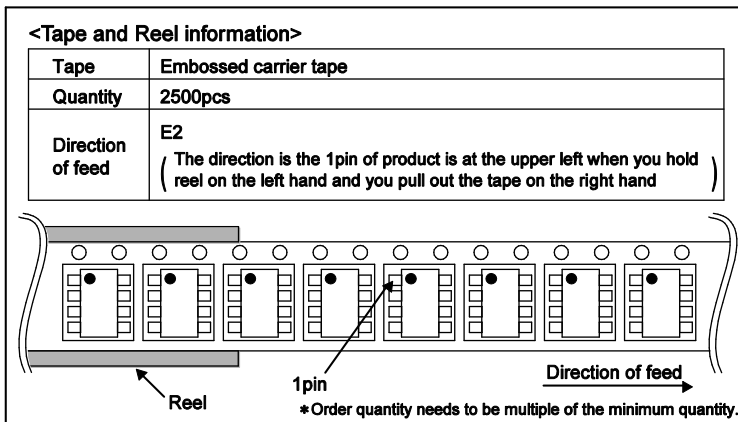 <Tape and Reel information>
Tape Embossed carrier tape
Quantity 2500pcs
Direction of feed E2
( The direction is the 1pin of product is at the upper left when you hold
reel on the left hand and you pull out the tape on the right hand )
1pin
Direction of feed
Reel
*Order quantity needs to be multiple of the minimum quantity.